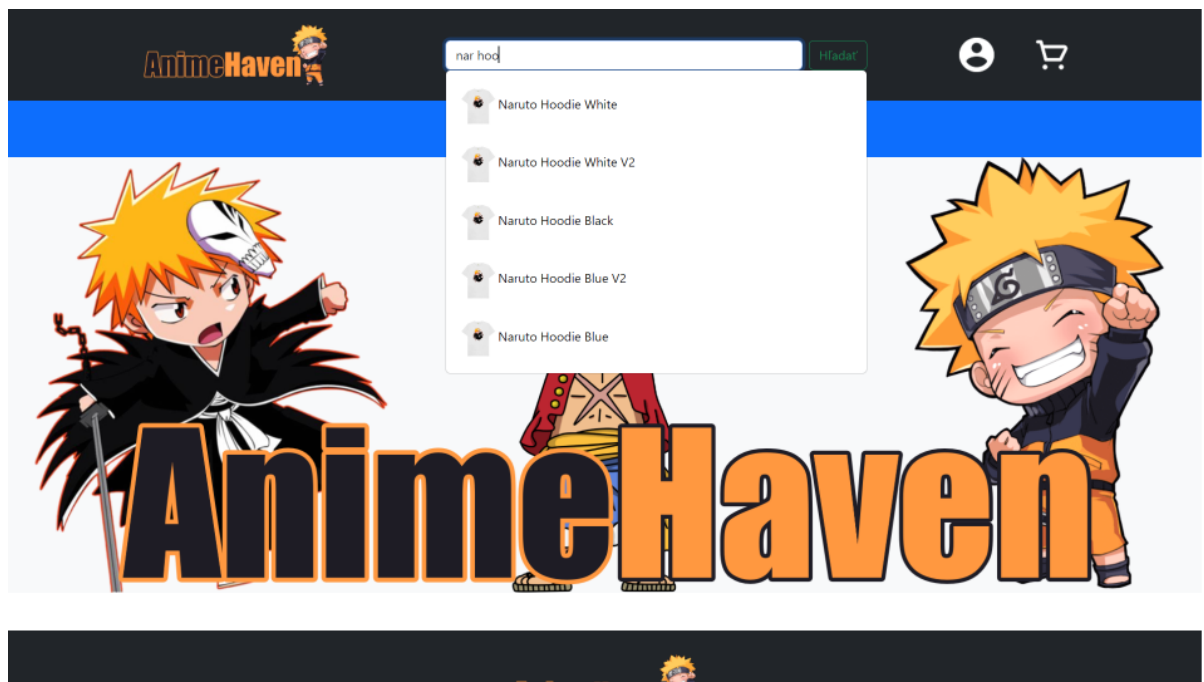 AnimeHaven
nar hoo
Hľadať
Naruto Hoodie White
Naruto Hoodie White V2
Naruto Hoodie Black
Naruto Hoodie Blue V2
Naruto Hoodie Blue
AnimeHaven